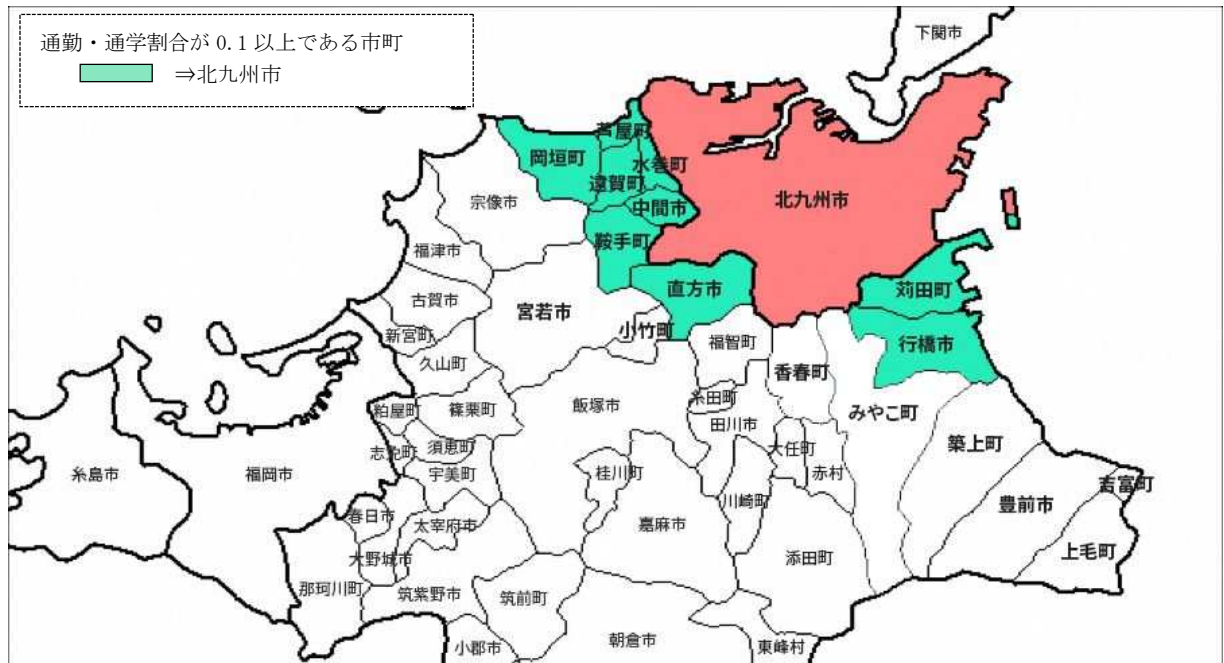 通勤・通学割合が 0.1 以上である市町
⇒北九州市
下関市
芦屋町
岡垣町
水巻町
遠賀町
宗像市
中間市
北九州市
鞍手町
福津市
直方市
苅田町
古賀市
宮若市
新宮町
小竹町
福智町
行橋市
久山町
香春町
粕屋町
篠栗町
飯塚市
糸田町
みやこ町
田川市
築上町
志免町
須恵町
大任町
糸島市
福岡市
宇美町
桂川町
赤村
吉富町
川崎町
豊前市
春日市
太宰府市
嘉麻市
上毛町
大野城市
添田町
那珂川町
筑紫野市
筑前町
朝倉市
小郡市
東峰村